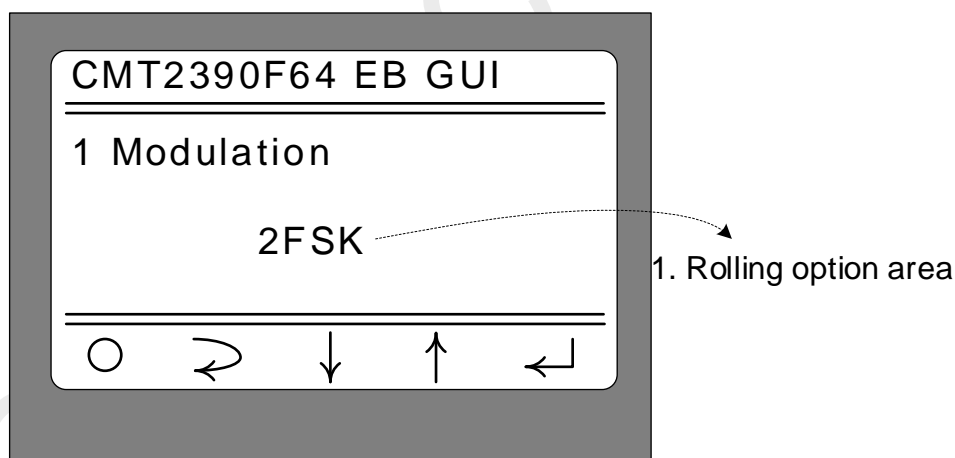 CMT2390F64 EB GUI
1 Modulation
2FSK
1. Rolling option area